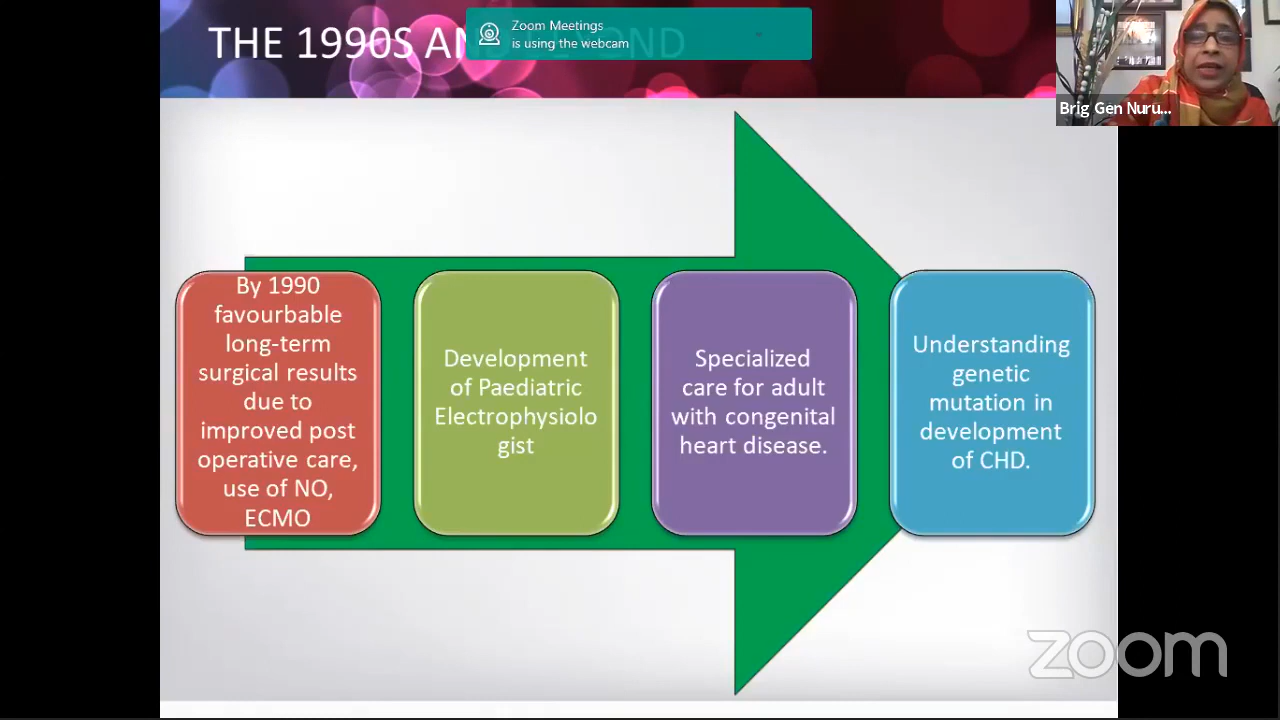 THE 1990S AN OND
Zoom Meetings
is using the webcam
Brig Gen Nuru...
By 1990
favourbable
long-term
surgical results
due to
improved post
operative care,
use of NO,
ECMO
Development
of Paediatric
Electrophysiolo
gist
Specialized
care for adult
with congenital
heart disease.
Understanding
genetic
mutation in
development
of CHD.
zoom